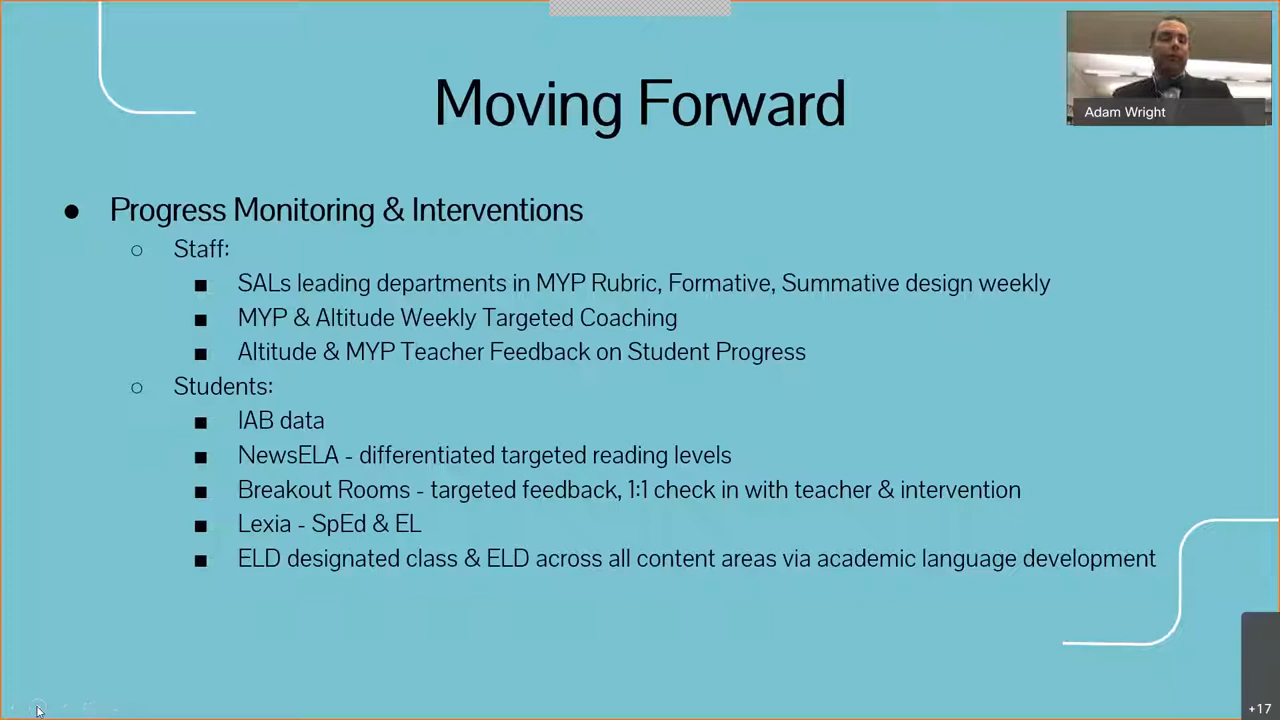 Moving Forward
Adam Wright
● Progress Monitoring & Interventions
○ Staff:
■ SALs leading departments in MYP Rubric, Formative, Summative design weekly
■ MYP & Altitude Weekly Targeted Coaching
■ Altitude & MYP Teacher Feedback on Student Progress
○ Students:
■ IAB data
■ NewsELA - differentiated targeted reading levels
■ Breakout Rooms - targeted feedback, 1:1 check in with teacher & intervention
■ Lexia - SpEd & EL
■ ELD designated class & ELD across all content areas via academic language development
+17